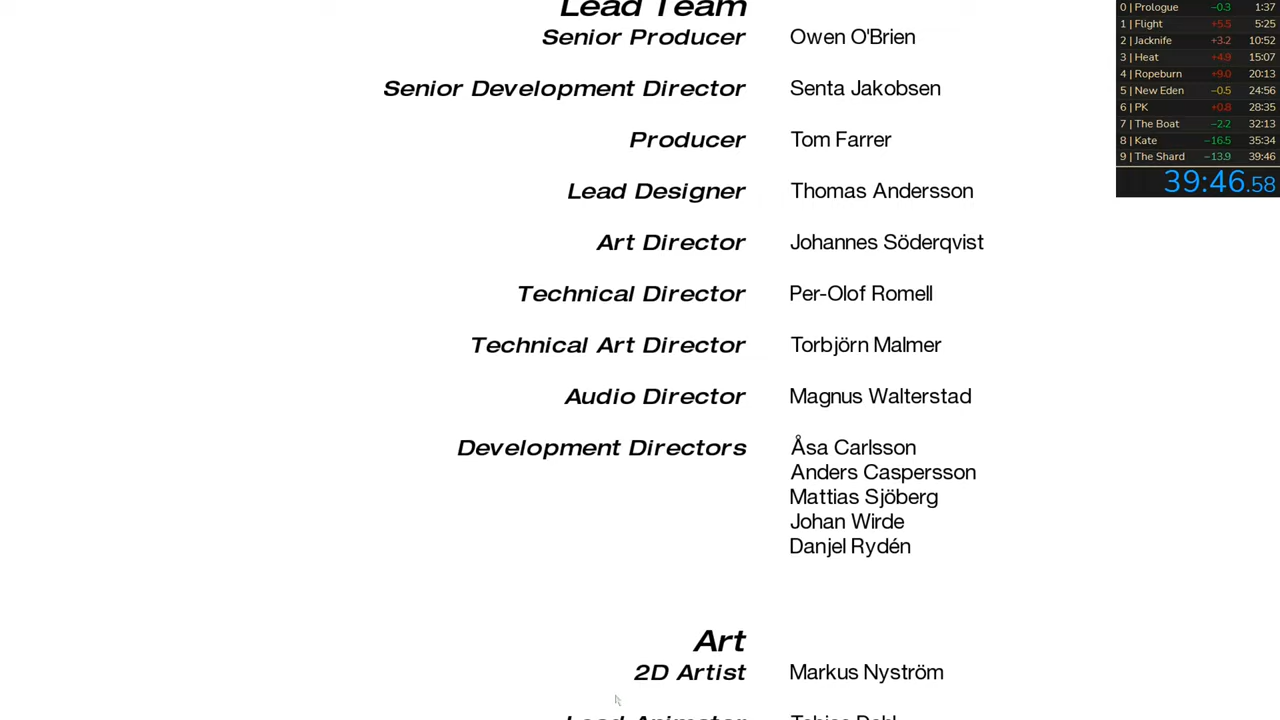 Lead Team
Senior Producer Owen O'Brien
Senior Development Director Senta Jakobsen
Producer Tom Farrer
Lead Designer Thomas Andersson
Art Director Johannes Söderqvist
Technical Director Per-Olof Romell
Technical Art Director Torbjörn Malmer
Audio Director Magnus Walterstad
Development Directors Åsa Carlsson
Anders Caspersson
Mattias Sjöberg
Johan Wirde
Danjel Rydén
Art
2D Artist Markus Nyström
Lead Animator Tobias Dahl
0 | Prologue −0.3 1:37
1 | Flight +5.5 5:25
2 | Jacknife +3.2 10:52
3 | Heat +4.9 15:07
4 | Ropeburn +9.0 20:13
5 | New Eden −0.5 24:56
6 | PK +0.8 28:35
7 | The Boat −2.2 32:13
8 | Kate −16.5 35:34
9 | The Shard −13.9 39:46
39:46.58